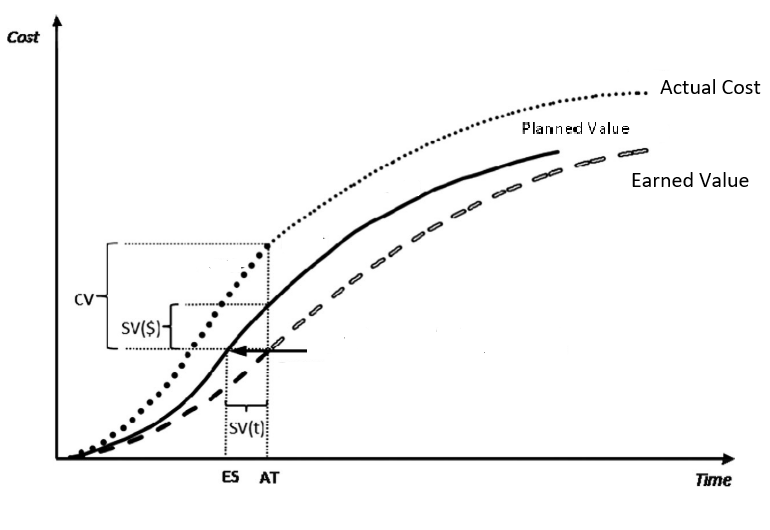 Cost
Actual Cost
Planned Value
Earned Value
CV
SV($)
SV(t)
ES AT
Time